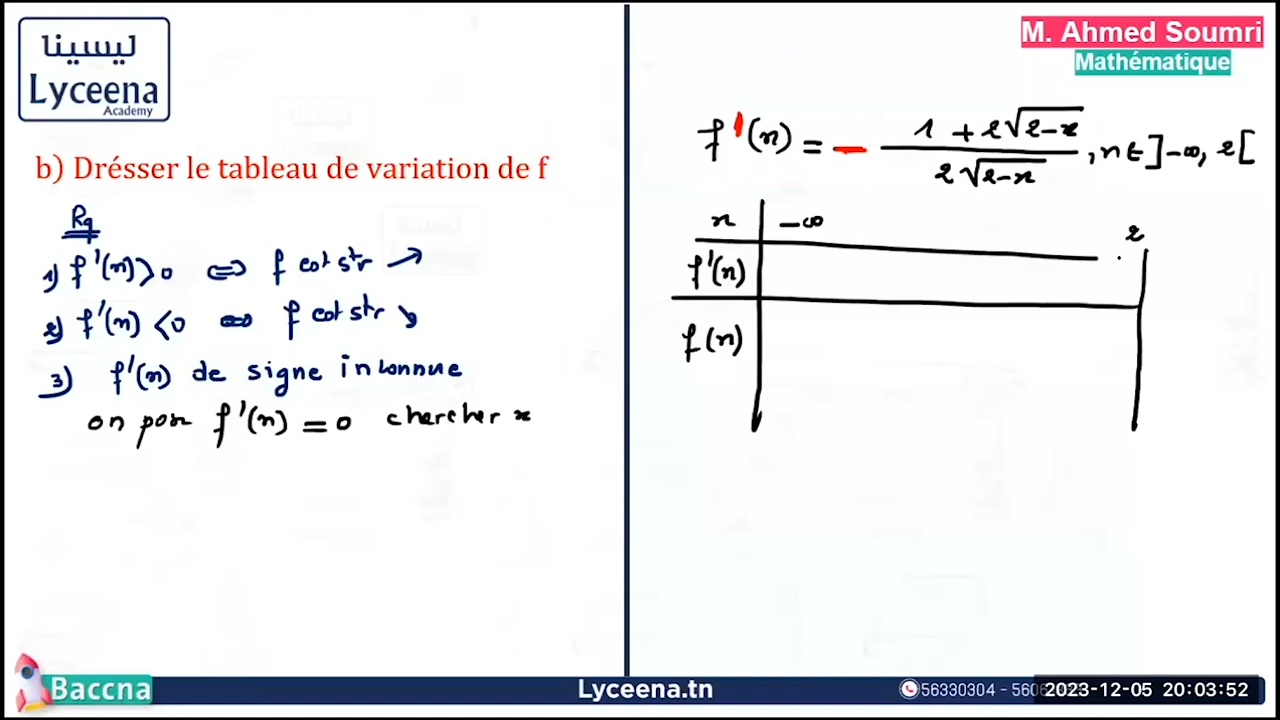 ليسينا
Lyceena
Academy
M. Ahmed Soumri
Mathématique
b) Drésser le tableau de variation de f
Rq
1) f'(x) > 0 ⇔ f est str ↗
2) f'(x) < 0 ⇔ f est str ↘
3) f'(x) de signe inconnue
on pose f'(x) = 0 chercher x
f'(x) = - (1 + 2√(2-x)) / (2√(2-x)), x ∈ ]-∞, 2[
x -∞ 2
f'(x)
f(x)
Baccna
Lyceena.tn
56330304 - 560
2023-12-05 20:03:52